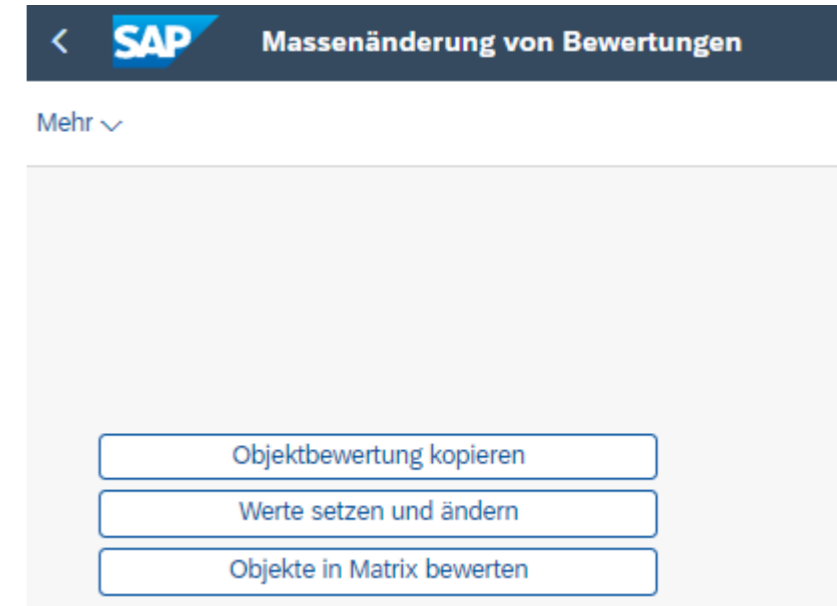 SAP Massenänderung von Bewertungen
Mehr
Objektbewertung kopieren
Werte setzen und ändern
Objekte in Matrix bewerten